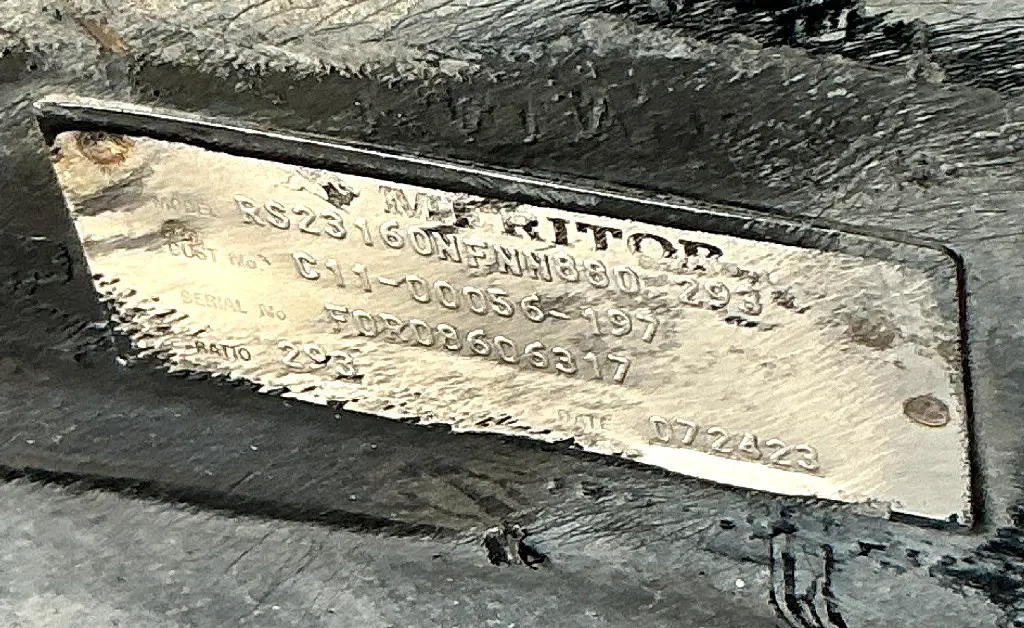 MERITOR
MODEL RS23160NFNN880 293
CUST No. C11-00056-197
SERIAL No FOR08606317
RATIO 293
DATE 072423